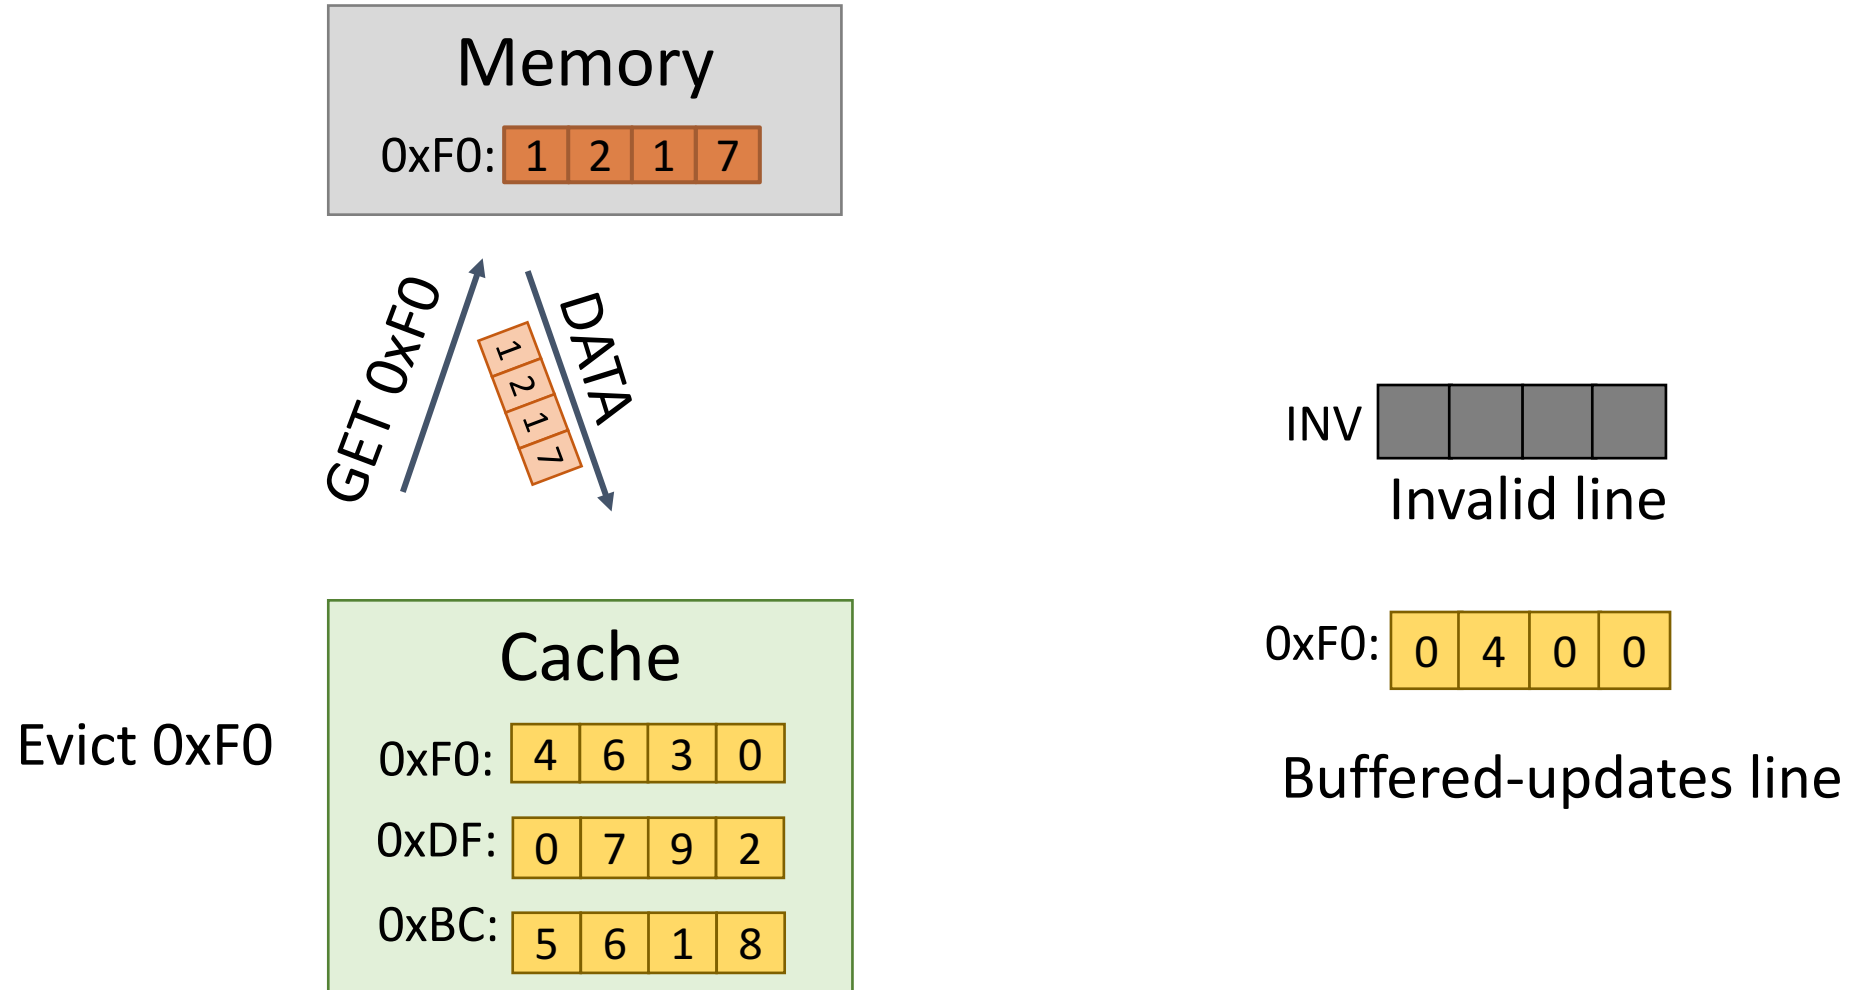 Memory
0xF0: 1 2 1 7
GET 0xF0
1 2 1 7
DATA
INV
Invalid line
0xF0: 0 4 0 0
Buffered-updates line
Evict 0xF0
Cache
0xF0: 4 6 3 0
0xDF: 0 7 9 2
0xBC: 5 6 1 8